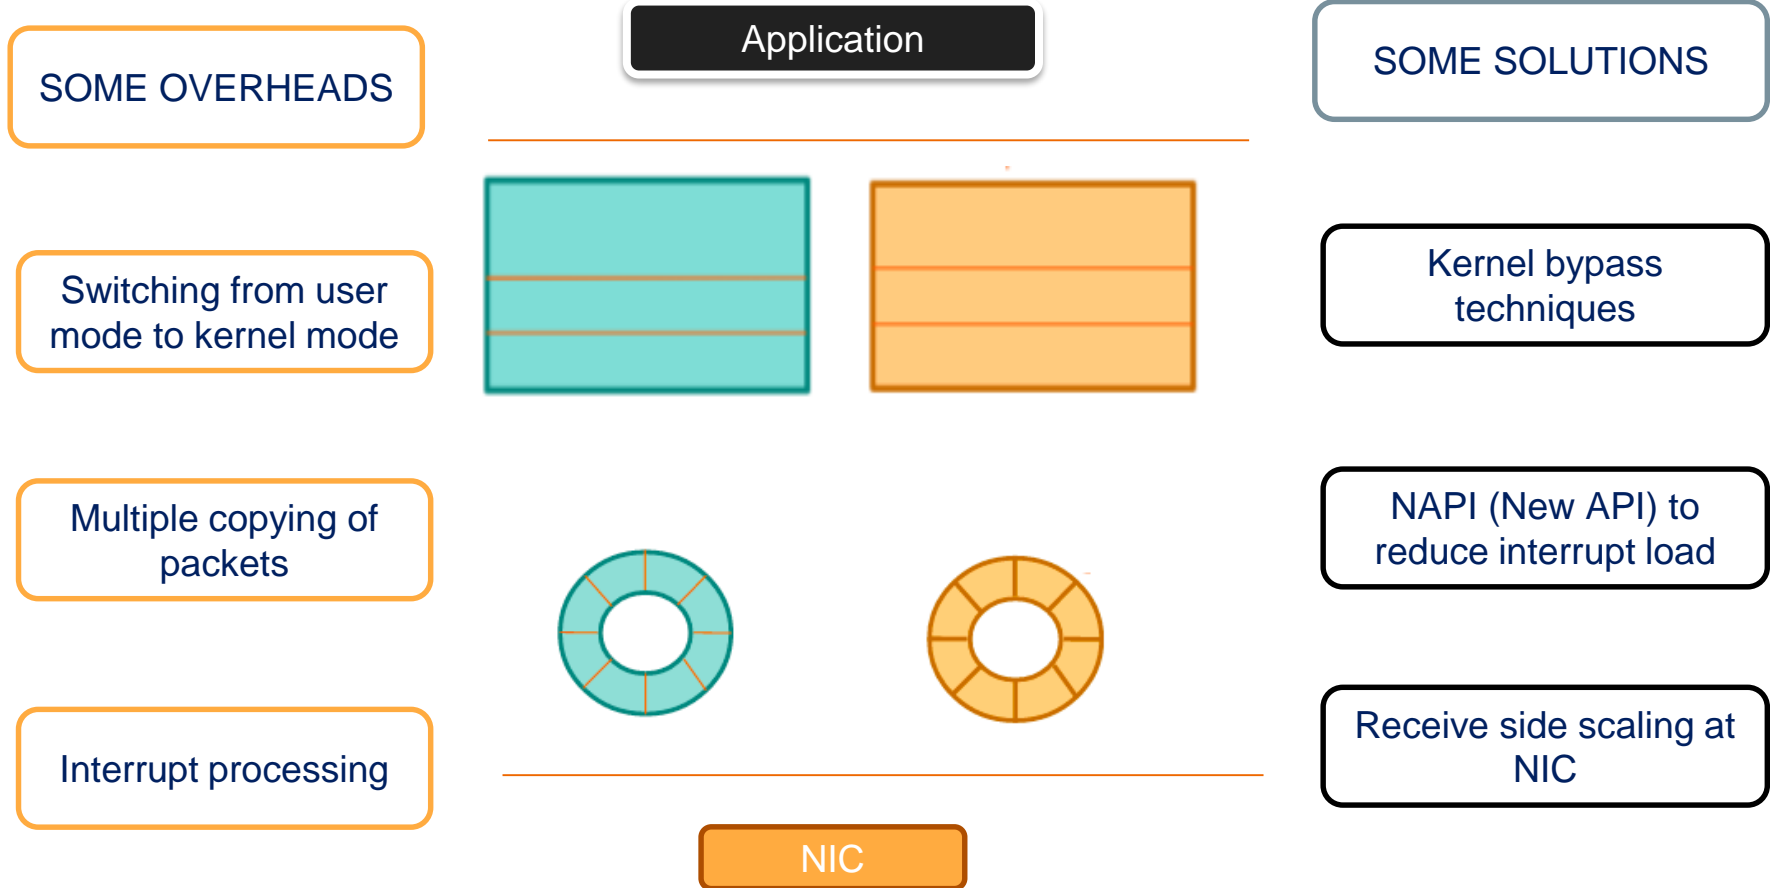 SOME OVERHEADS
Switching from user
mode to kernel mode
Multiple copying of
packets
Interrupt processing
Application
NIC
SOME SOLUTIONS
Kernel bypass
techniques
NAPI (New API) to
reduce interrupt load
Receive side scaling at
NIC